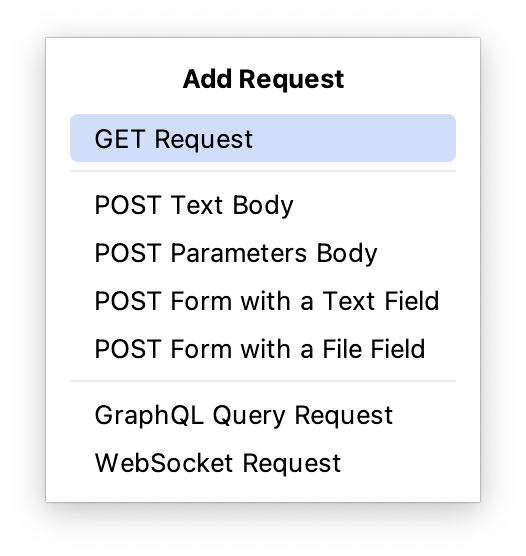 Add Request
GET Request
POST Text Body
POST Parameters Body
POST Form with a Text Field
POST Form with a File Field
GraphQL Query Request
WebSocket Request